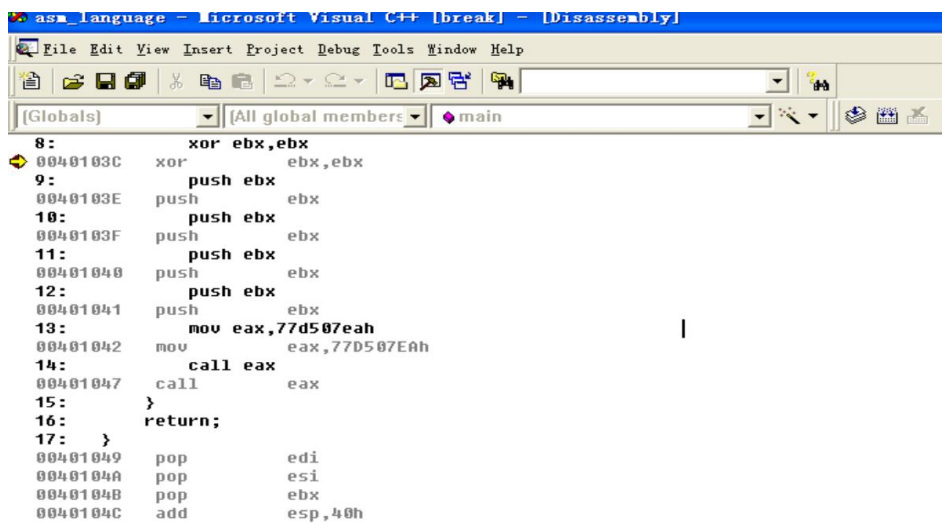 asm_language - Microsoft Visual C++ [break] - [Disassembly]
File Edit View Insert Project Debug Tools Window Help
(Globals) (All global members main
8: xor ebx,ebx
0040103C xor ebx,ebx
9: push ebx
0040103E push ebx
10: push ebx
0040103F push ebx
11: push ebx
00401040 push ebx
12: push ebx
00401041 push ebx
13: mov eax,77d507eah
00401042 mov eax,77D507EAh
14: call eax
00401047 call eax
15: }
16: return;
17: }
00401049 pop edi
0040104A pop esi
0040104B pop ebx
0040104C add esp,40h